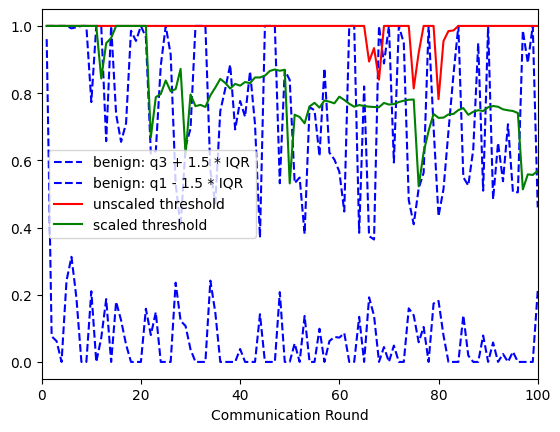 1.0
0.8
0.6
0.4
0.2
0.0
benign: q3 + 1.5 * IQR
benign: q1 - 1.5 * IQR
unscaled threshold
scaled threshold
0 20 40 60 80 100
Communication Round